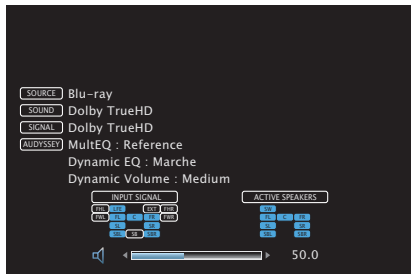 SOURCE Blu-ray
SOUND Dolby TrueHD
SIGNAL Dolby TrueHD
AUDYSSEY MultEQ : Reference
Dynamic EQ : Marche
Dynamic Volume : Medium
INPUT SIGNAL ACTIVE SPEAKERS
FHL LFE EXT FHR SW
FWL FL C FR FWR FL C FR
SL SR SL SR
SBL SB SBR SBL SBR
50.0